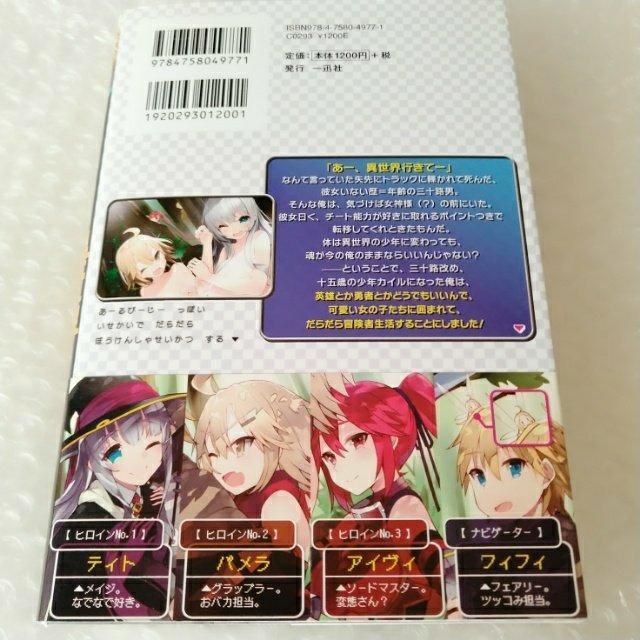 ISBN978-4-7580-4977-1
C0293 ¥1200E
定価：本体1200円+税
発行 一迅社
9784758049771
1920293012001
「あー、異世界行きてー」
なんて言っていた矢先にトラックに轢かれて死んだ、
彼女いない歴=年齢の三十路男。
そんな俺は、気づけば女神様（？）の前にいた。
彼女曰く、チート能力が好きに取れるポイントつきで
転移してくれときたもんだ。
体は異世界の少年に変わっても、
魂が今の俺のままならいいんじゃない？
――ということで、三十路改め、
十五歳の少年カイルになった俺は、
英雄とか勇者とかどうでもいいんで、
可愛い女の子たちに囲まれて、
だらだら冒険者生活することにしました！
あーるぴーじー っぽい
いせかいで だらだら
ぼうけんしゃせいかつ する▼
【 ヒロインNo.1 】
ティト
▲メイジ。
なでなで好き。
【 ヒロインNo.2 】
パメラ
▲グラップラー。
おバカ担当。
【 ヒロインNo.3 】
アイヴィ
▲ソードマスター。
変態さん？
【 ナビゲーター 】
ワイフィ
▲フェアリー。
ツッコミ担当。